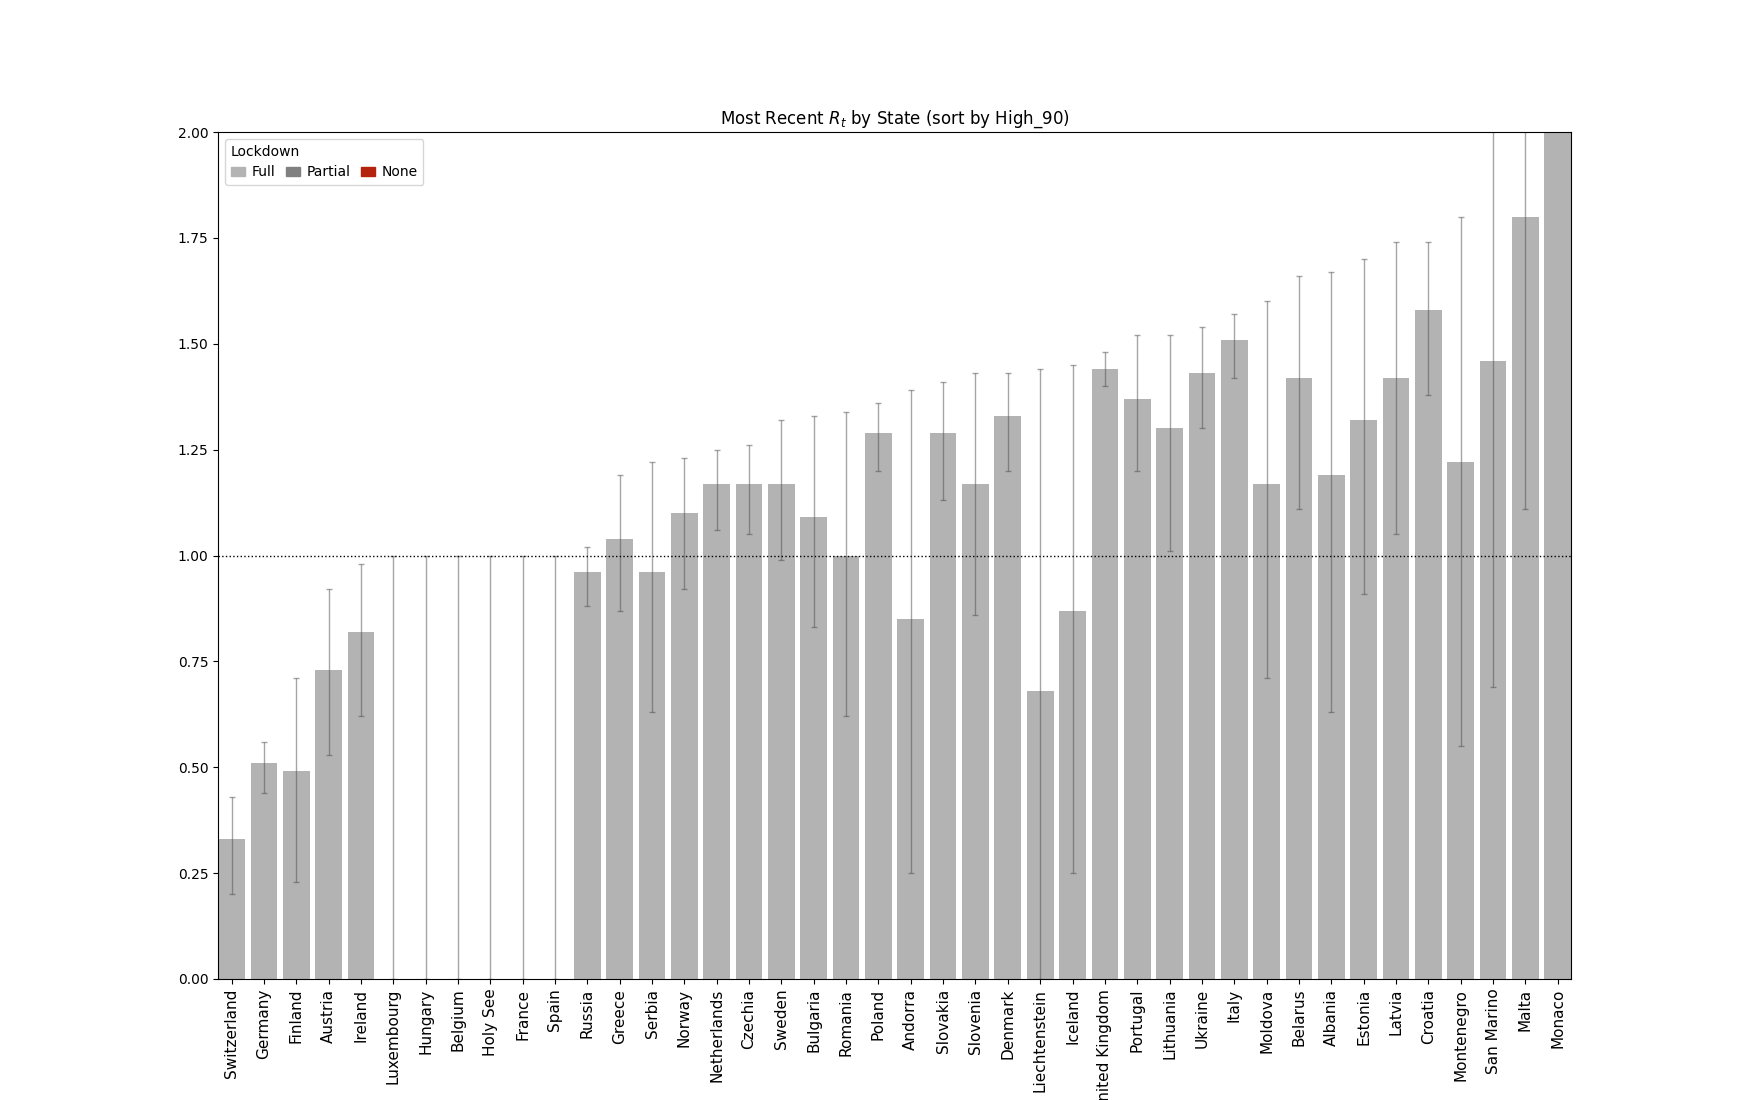 Most Recent Rt by State (sort by High_90)
2.00
1.75
1.50
1.25
1.00
0.75
0.50
0.25
0.00
Lockdown
Full Partial None
Switzerland
Germany
Finland
Austria
Ireland
Luxembourg
Hungary
Belgium
Holy See
France
Spain
Russia
Greece
Serbia
Norway
Netherlands
Czechia
Sweden
Bulgaria
Romania
Poland
Andorra
Slovakia
Slovenia
Denmark
Liechtenstein
Iceland
nited Kingdom
Portugal
Lithuania
Ukraine
Italy
Moldova
Belarus
Albania
Estonia
Latvia
Croatia
Montenegro
San Marino
Malta
Monaco